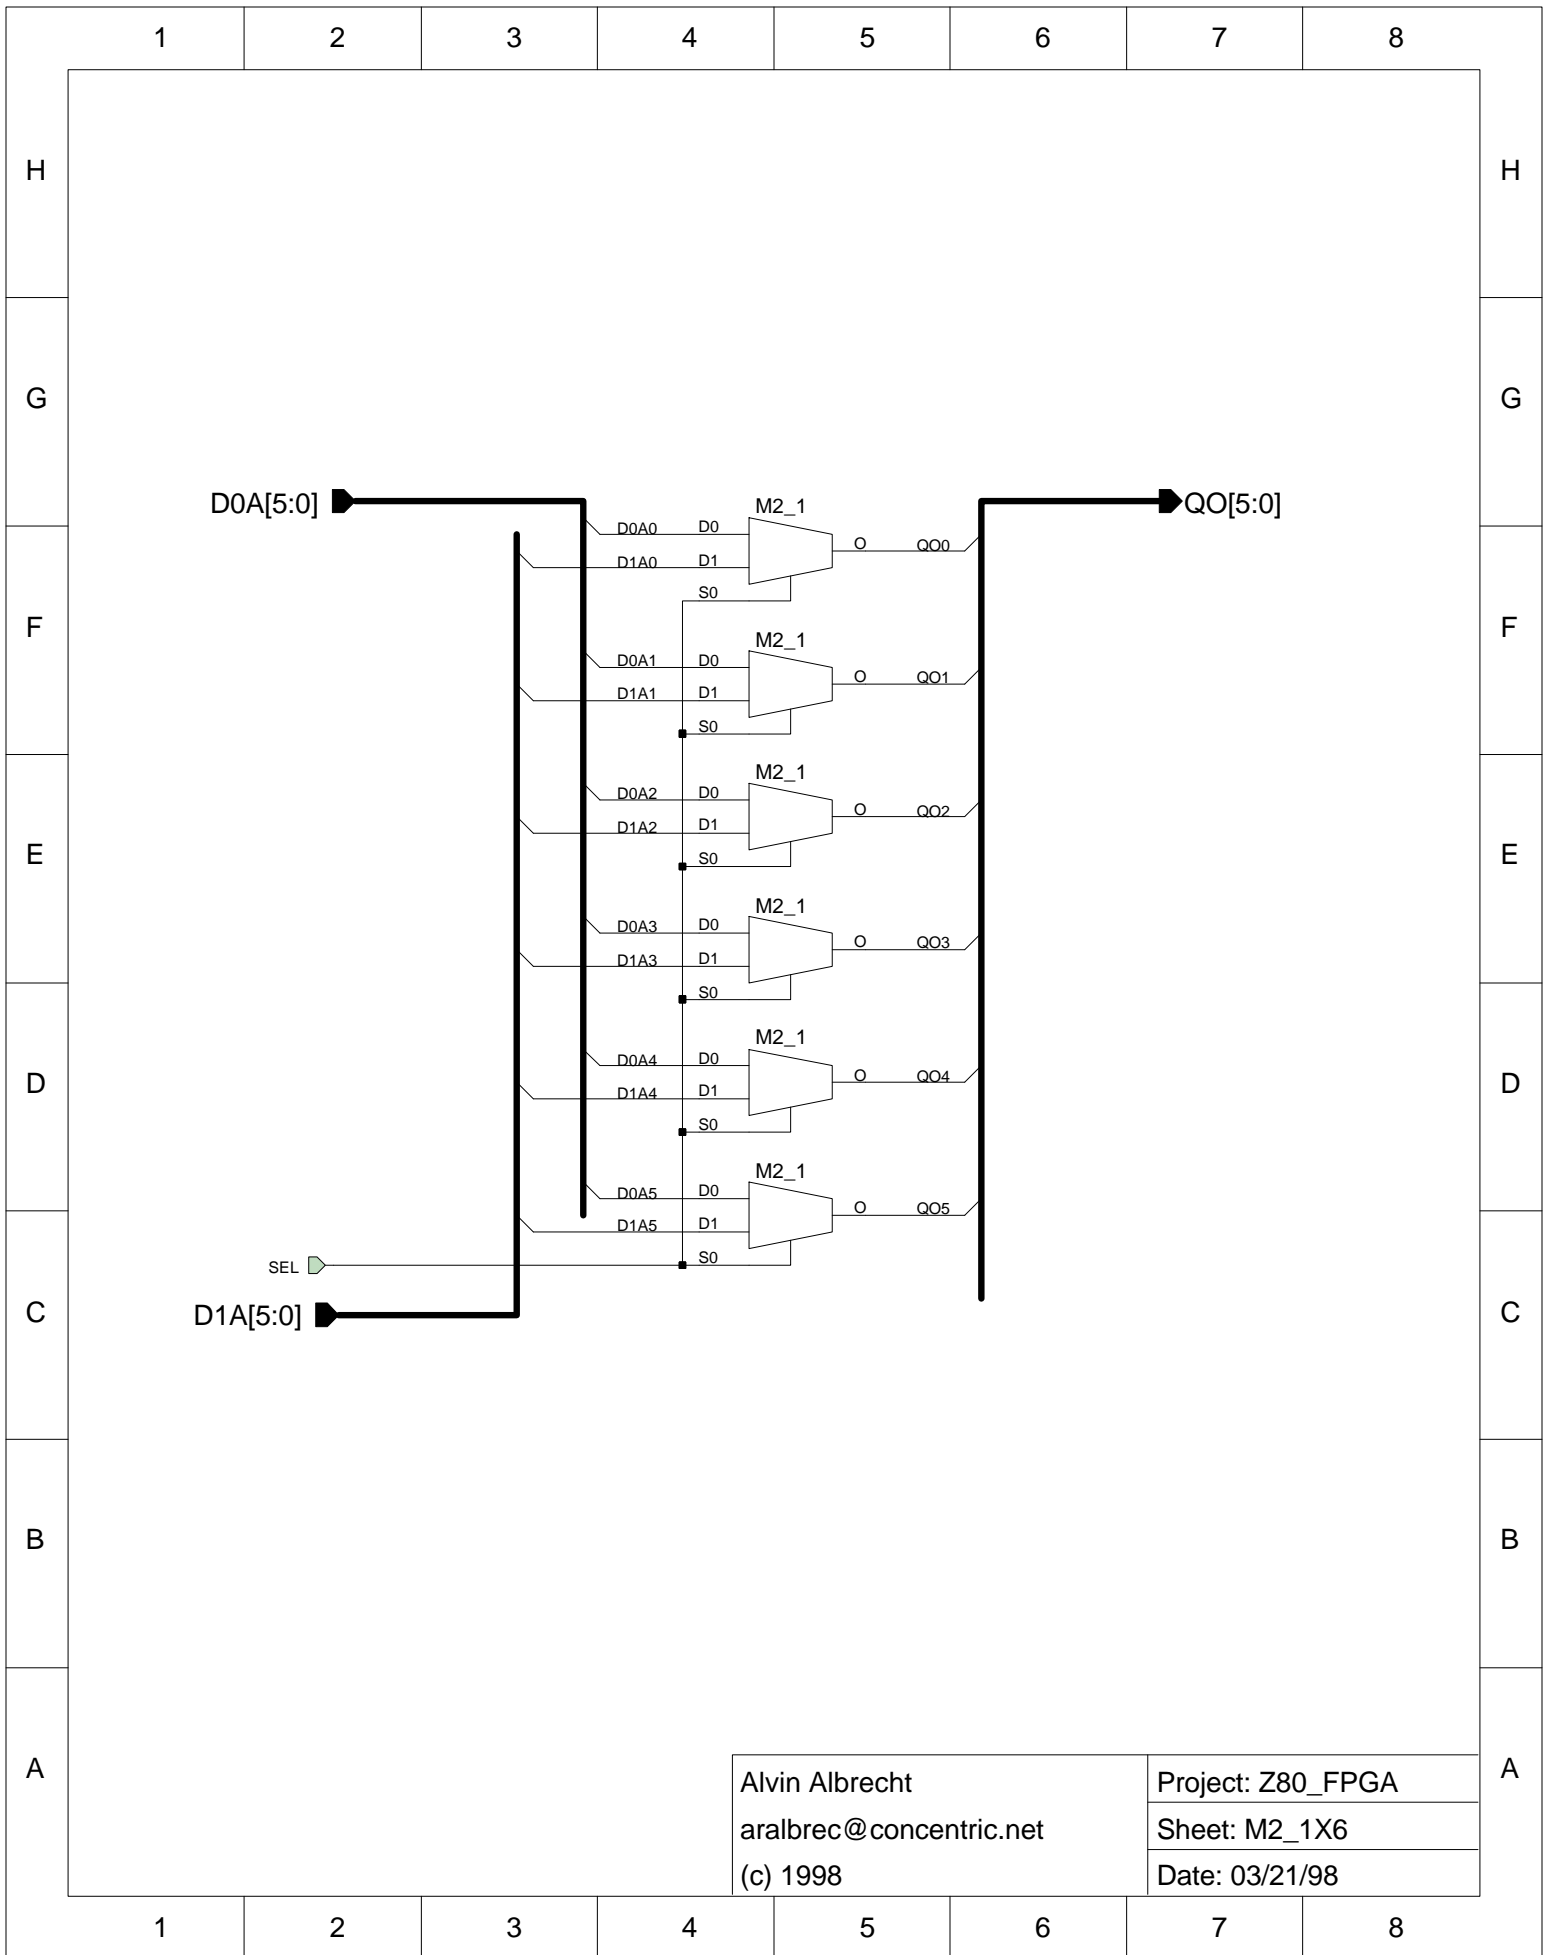 1 2 3 4 5 6 7 8
H H
G G
D0A[5:0] M2_1 QO[5:0]
D0A0 D0
O QO0
D1A0 D1
S0
F F
M2_1
D0A1 D0
O QO1
D1A1 D1
S0
M2_1
D0A2 D0
O QO2
D1A2 D1
E E
S0
M2_1
D0A3 D0
O QO3
D1A3 D1
S0
M2_1
D0A4 D0
O QO4
D D
D1A4 D1
S0
M2_1
D0A5 D0
O QO5
D1A5 D1
SEL S0
C C
D1A[5:0]
B B
A A
Alvin Albrecht Project: Z80_FPGA
aralbrec@concentric.net Sheet: M2_1X6
(c) 1998 Date: 03/21/98
1 2 3 4 5 6 7 8